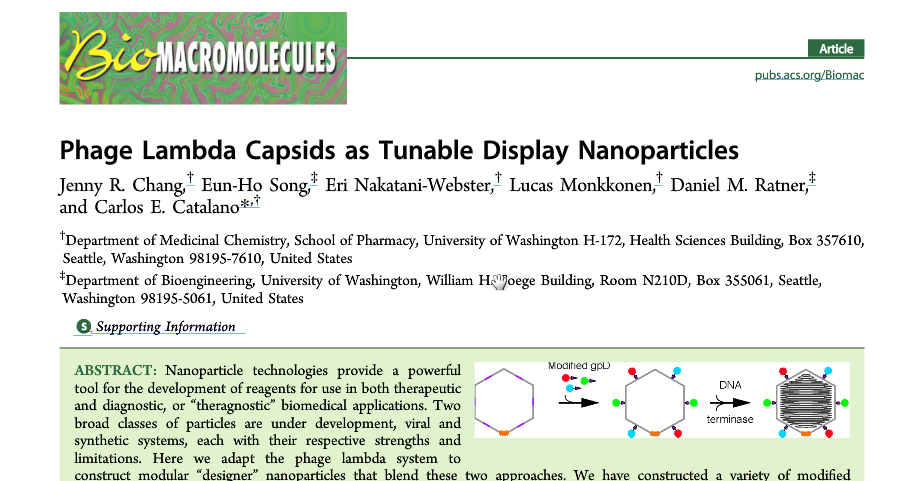 Bio MACROMOLECULES
Article
pubs.acs.org/Biomac
Phage Lambda Capsids as Tunable Display Nanoparticles
Jenny R. Chang,† Eun-Ho Song,‡ Eri Nakatani-Webster,† Lucas Monkkonen,† Daniel M. Ratner,‡
and Carlos E. Catalano*,†
†Department of Medicinal Chemistry, School of Pharmacy, University of Washington H-172, Health Sciences Building, Box 357610,
Seattle, Washington 98195-7610, United States
‡Department of Bioengineering, University of Washington, William H. Building, Room N210D, Box 355061, Seattle,
Washington 98195-5061, United States
S Supporting Information
ABSTRACT: Nanoparticle technologies provide a powerful
tool for the development of reagents for use in both therapeutic
and diagnostic, or “theragnostic” biomedical applications. Two
broad classes of particles are under development, viral and
synthetic systems, each with their respective strengths and
limitations. Here we adapt the phage lambda system to
construct modular “designer” nanoparticles that blend these two approaches. We have constructed a variety of modified
Modified gpD
DNA
terminase